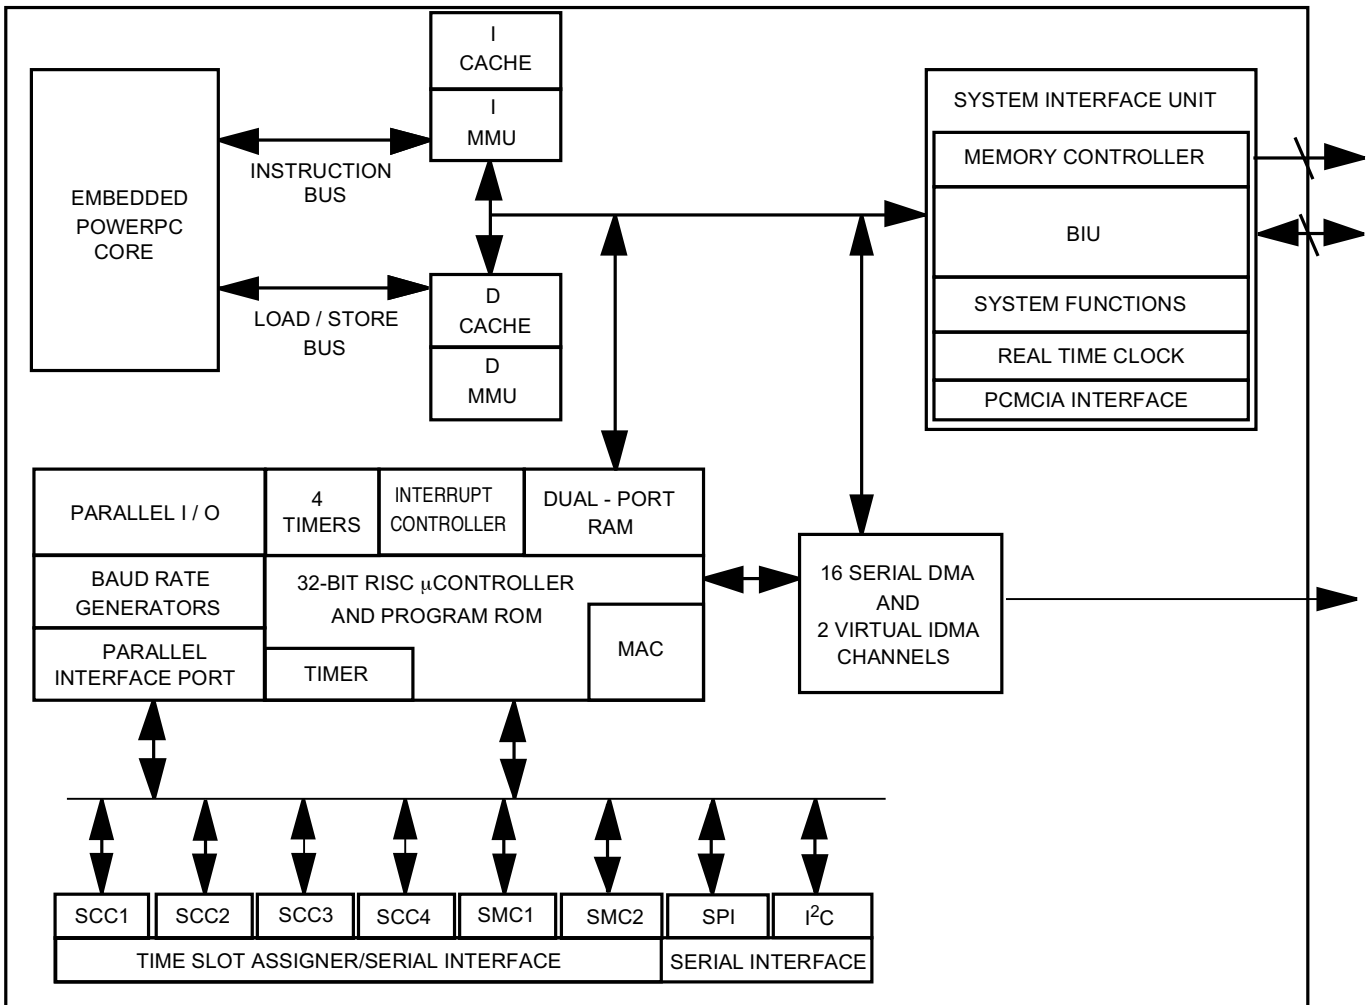 I
CACHE
I
MMU
SYSTEM INTERFACE UNIT
MEMORY CONTROLLER
BIU
SYSTEM FUNCTIONS
REAL TIME CLOCK
PCMCIA INTERFACE
EMBEDDED
POWERPC
CORE
INSTRUCTION
BUS
LOAD / STORE
BUS
D
CACHE
D
MMU
PARALLEL I / O
4
TIMERS
INTERRUPT
CONTROLLER
DUAL - PORT
RAM
BAUD RATE
GENERATORS
32-BIT RISC μCONTROLLER
AND PROGRAM ROM
PARALLEL
INTERFACE PORT
TIMER
MAC
16 SERIAL DMA
AND
2 VIRTUAL IDMA
CHANNELS
SCC1
SCC2
SCC3
SCC4
SMC1
SMC2
SPI
I²C
TIME SLOT ASSIGNER/SERIAL INTERFACE
SERIAL INTERFACE